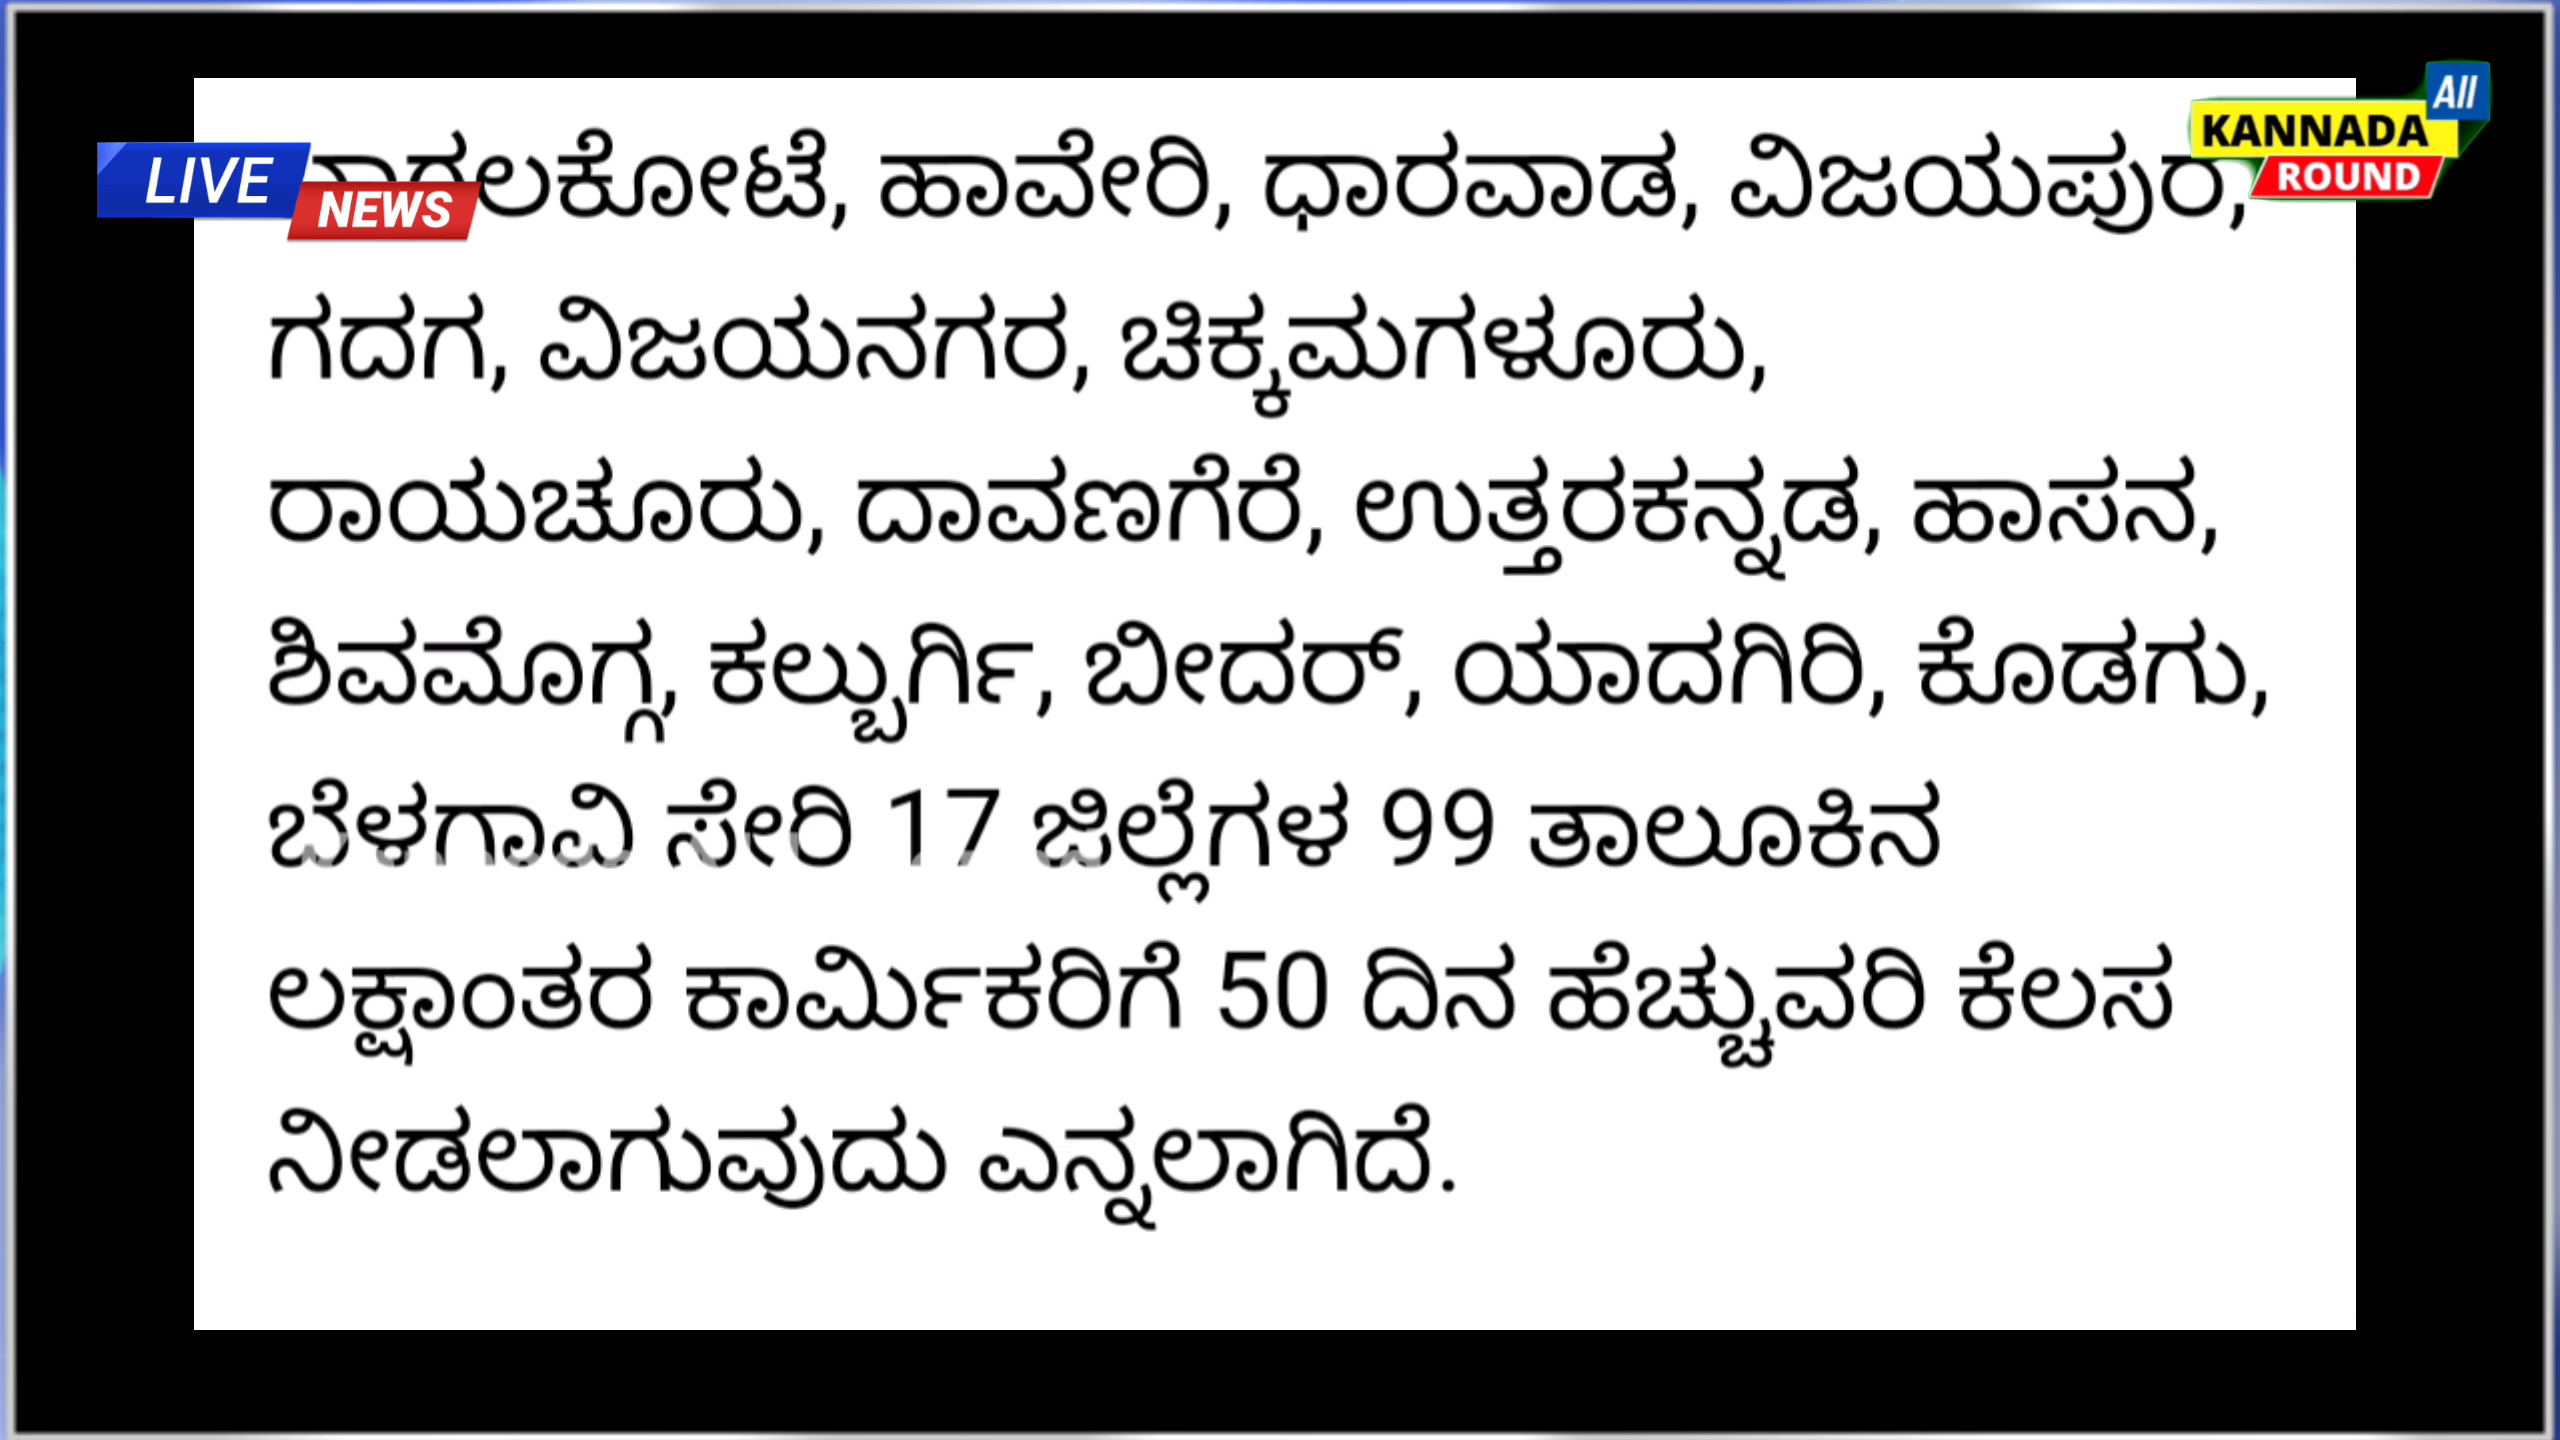 LIVE
NEWS
All
KANNADA
ROUND
ಬಾಗಲಕೋಟೆ, ಹಾವೇರಿ, ಧಾರವಾಡ, ವಿಜಯಪುರ,
ಗದಗ, ವಿಜಯನಗರ, ಚಿಕ್ಕಮಗಳೂರು,
ರಾಯಚೂರು, ದಾವಣಗೆರೆ, ಉತ್ತರಕನ್ನಡ, ಹಾಸನ,
ಶಿವಮೊಗ್ಗ, ಕಲ್ಬುರ್ಗಿ, ಬೀದರ್, ಯಾದಗಿರಿ, ಕೊಡಗು,
ಬೆಳಗಾವಿ ಸೇರಿ 17 ಜಿಲ್ಲೆಗಳ 99 ತಾಲೂಕಿನ
ಲಕ್ಷಾಂತರ ಕಾರ್ಮಿಕರಿಗೆ 50 ದಿನ ಹೆಚ್ಚುವರಿ ಕೆಲಸ
ನೀಡಲಾಗುವುದು ಎನ್ನಲಾಗಿದೆ.